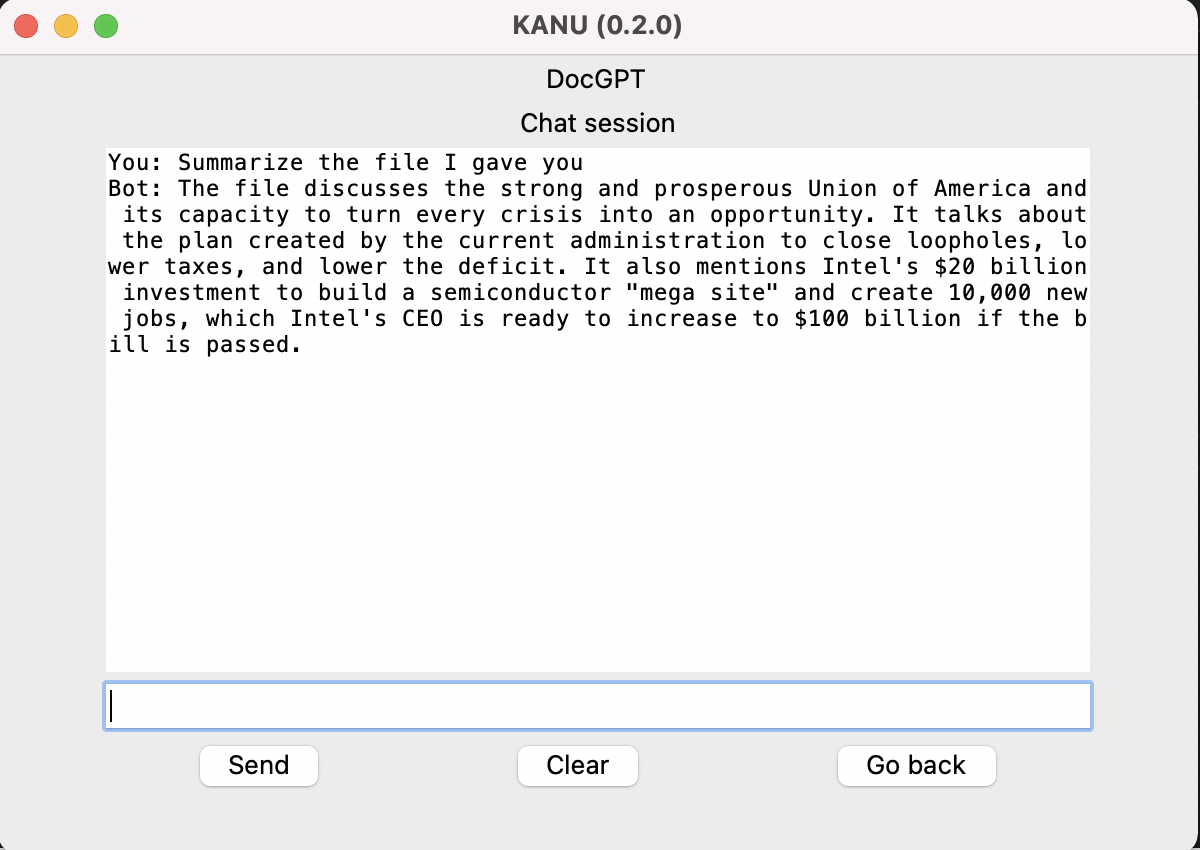 KANU (0.2.0)
DocGPT
Chat session
You: Summarize the file I gave you
Bot: The file discusses the strong and prosperous Union of America and
its capacity to turn every crisis into an opportunity. It talks about
the plan created by the current administration to close loopholes, lo
wer taxes, and lower the deficit. It also mentions Intel's $20 billion
investment to build a semiconductor "mega site" and create 10,000 new
jobs, which Intel's CEO is ready to increase to $100 billion if the b
ill is passed.
Send
Clear
Go back